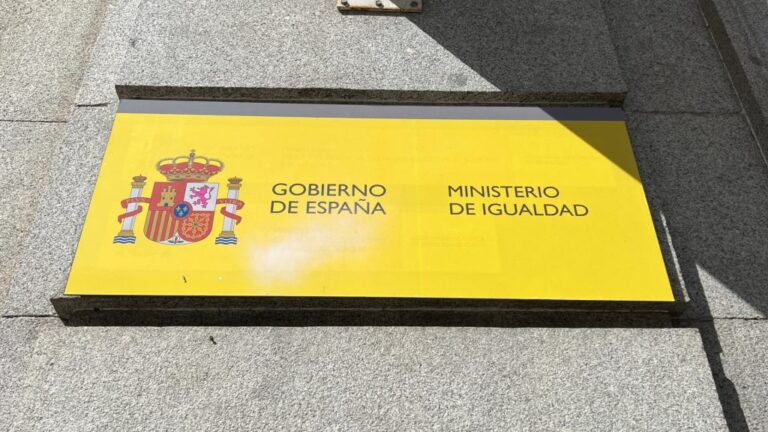 GOBIERNO
DE ESPAÑA
MINISTERIO
DE IGUALDAD